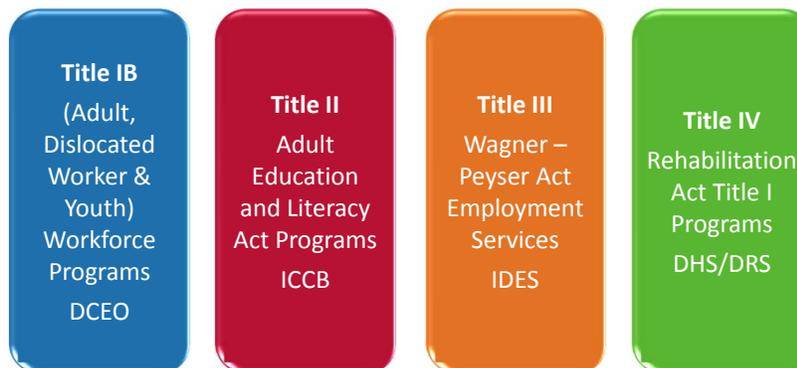 Title IB
(Adult,
Dislocated
Worker &
Youth)
Workforce
Programs
DCEO
Title II
Adult
Education
and Literacy
Act Programs
ICCB
Title III
Wagner –
Peyser Act
Employment
Services
IDES
Title IV
Rehabilitation
Act Title I
Programs
DHS/DRS